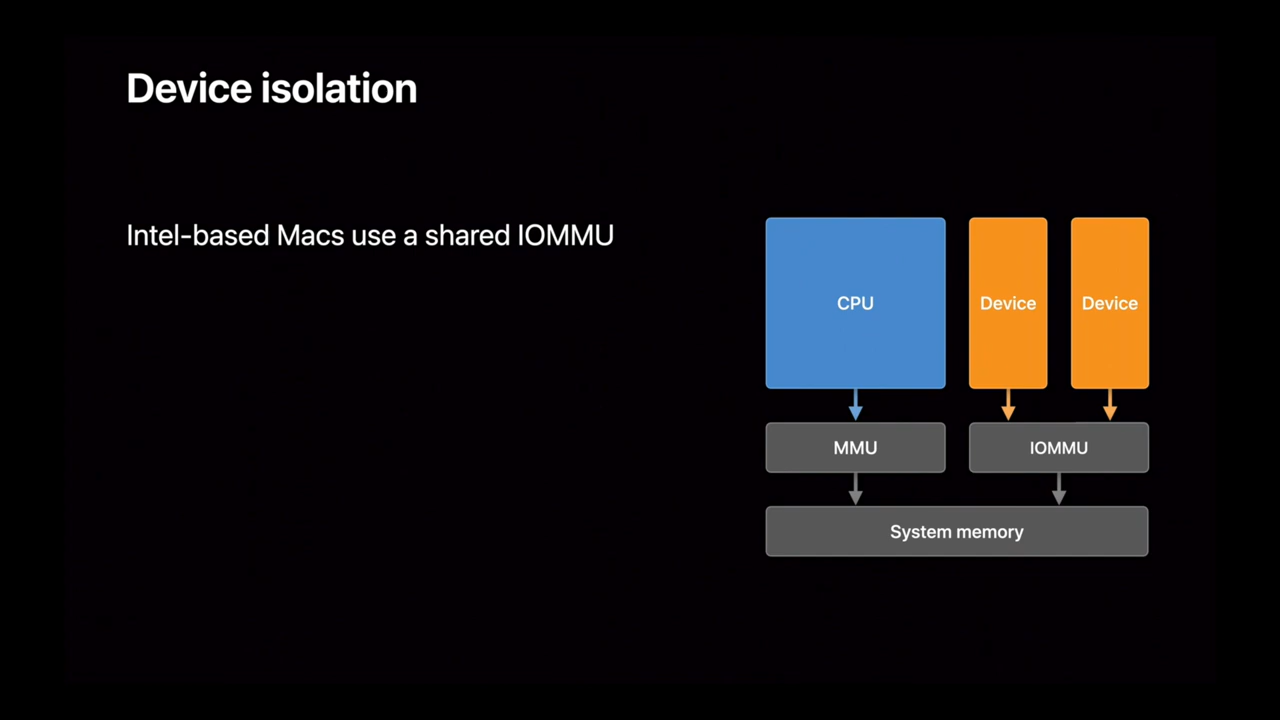 Device isolation
Intel-based Macs use a shared IOMMU
CPU
Device
Device
MMU
IOMMU
System memory